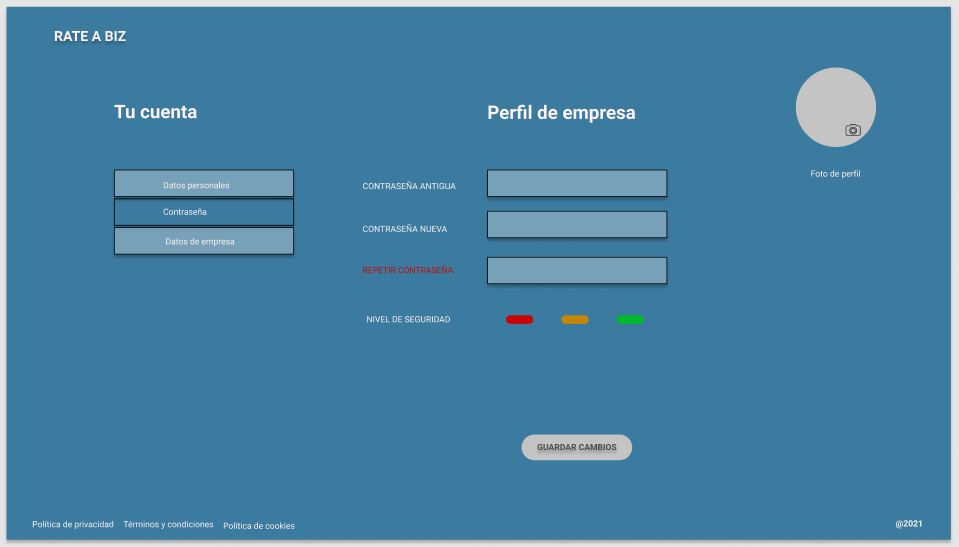 RATE A BIZ
Tu cuenta
Perfil de empresa
Foto de perfil
Datos personales
Contraseña
Datos de empresa
CONTRASEÑA ANTIGUA
CONTRASEÑA NUEVA
REPETIR CONTRASEÑA
NIVEL DE SEGURIDAD
GUARDAR CAMBIOS
Política de privacidad Términos y condiciones Política de cookies
@2021